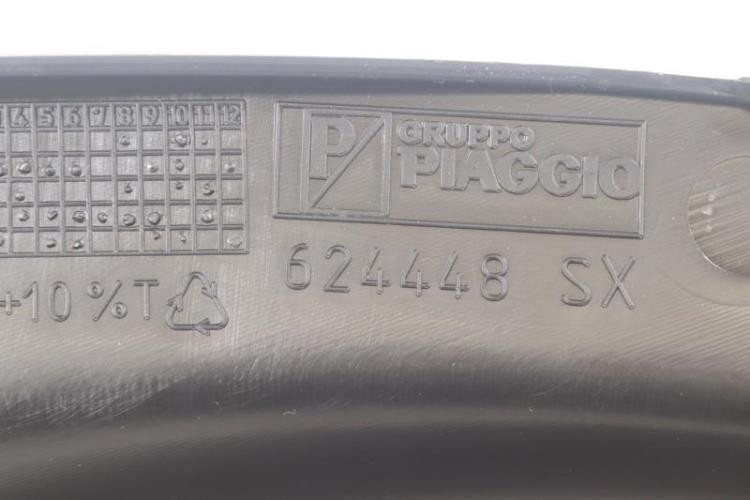 4 5 6 7 8 9 10 11 12
P
GRUPPO
PIAGGIO
624448 SX
+10%T